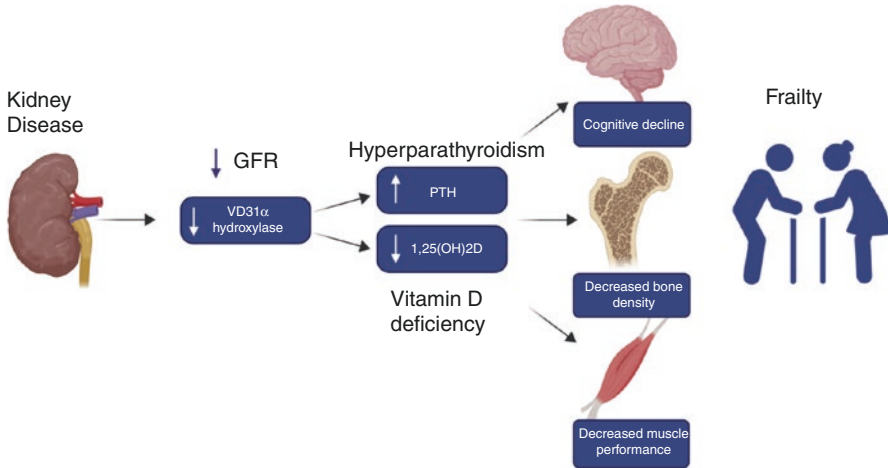 Kidney
Disease
GFR
VD31α
hydroxylase
Hyperparathyroidism
PTH
1,25(OH)2D
Vitamin D
deficiency
Cognitive decline
Decreased bone
density
Decreased muscle
performance
Frailty